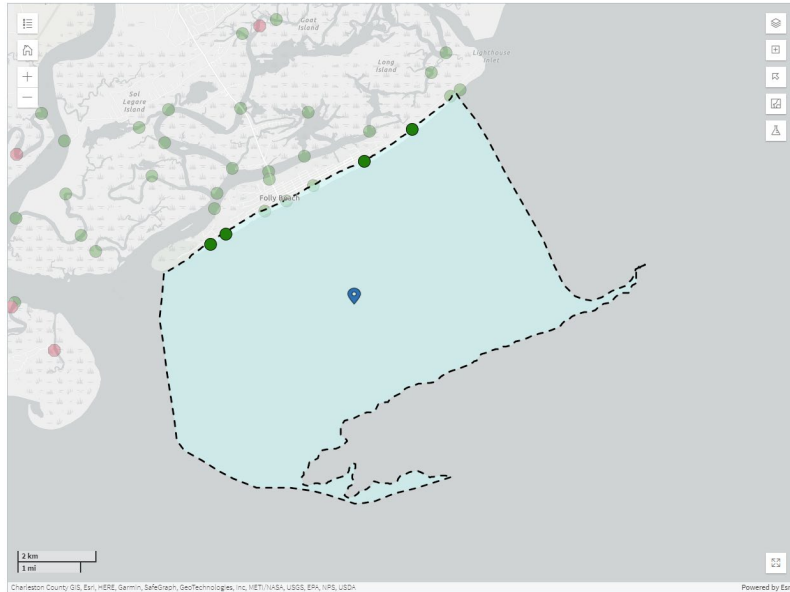 Goat
Island
Lighthouse
Inlet
Long
Island
Sol
Legare
Island
Folly Beach
2 km
1 mi
Charleston County GIS, Esri, HERE, Garmin, SafeGraph, GeoTechnologies, Inc, METI/NASA, USGS, EPA, NPS, USDA
Powered by Esri